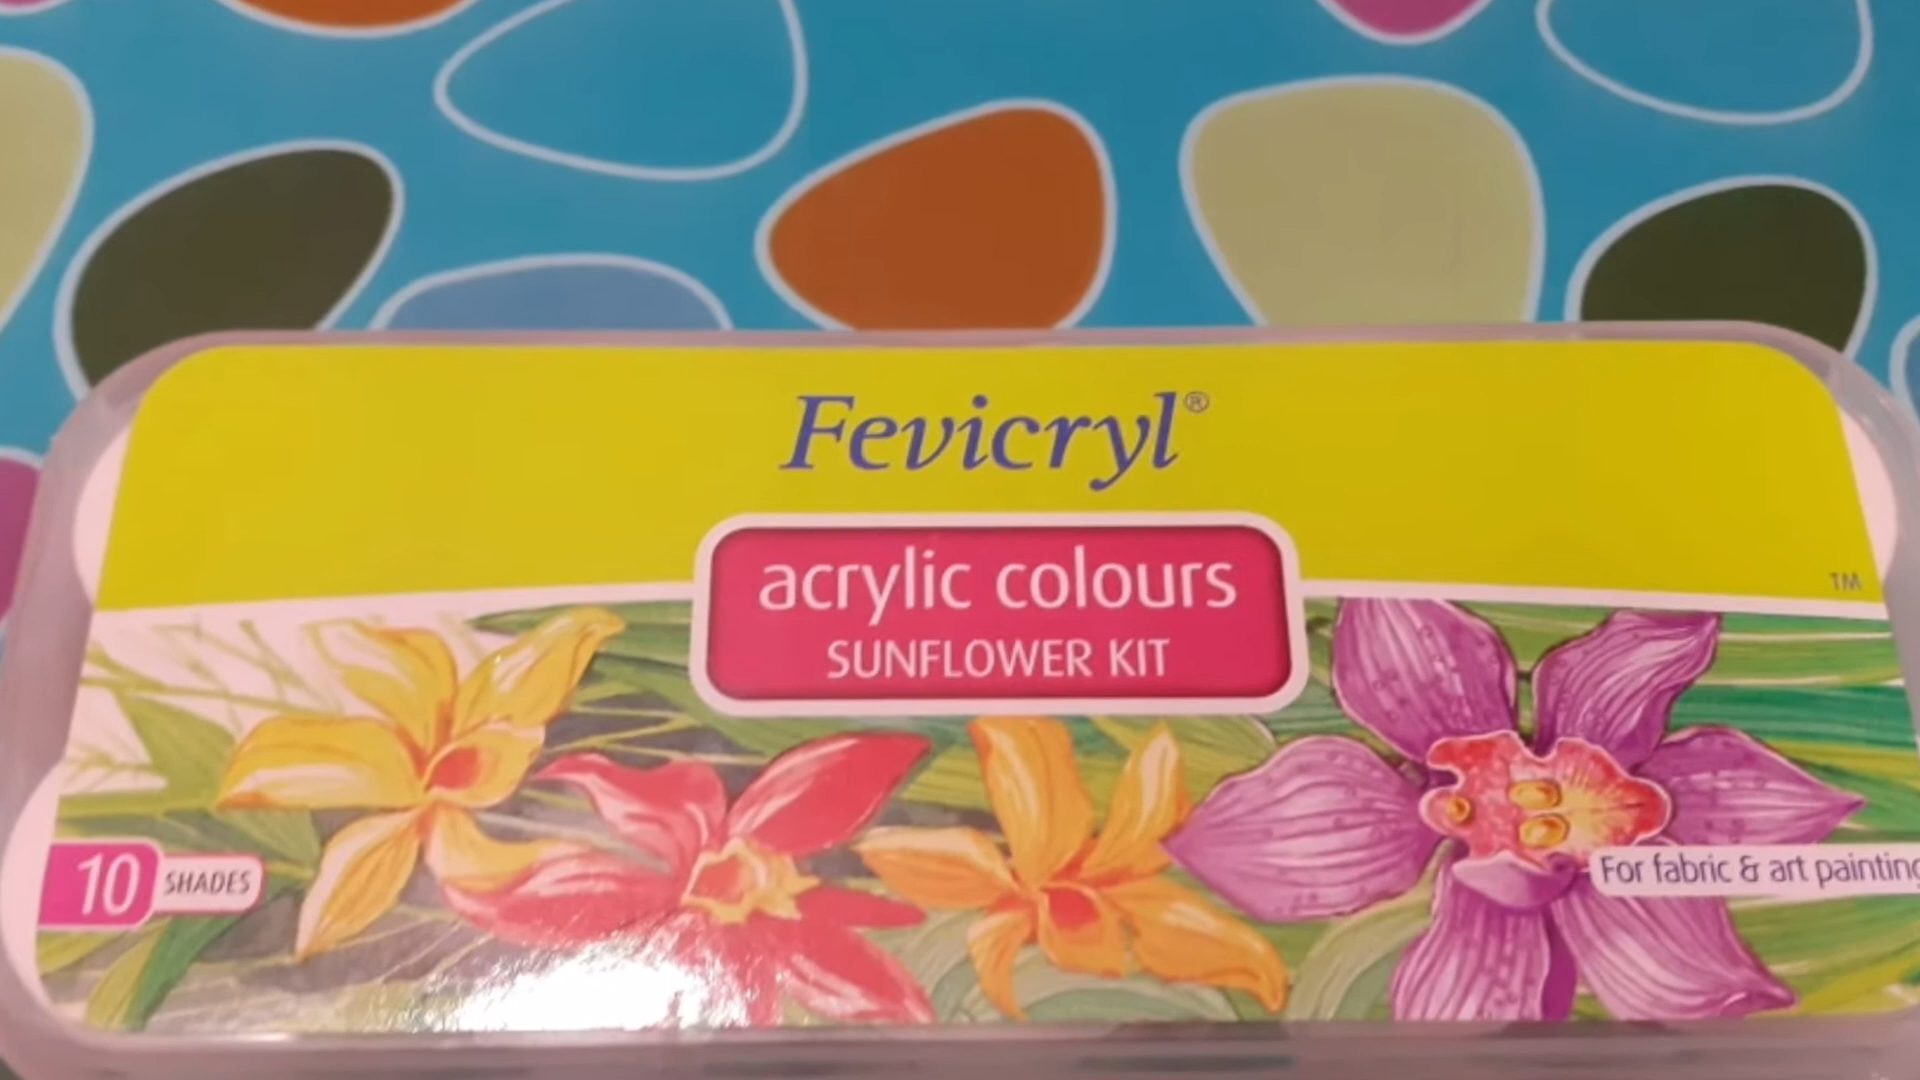 Fevicryl®
acrylic colours
SUNFLOWER KIT
TM
10 SHADES
For fabric & art painting